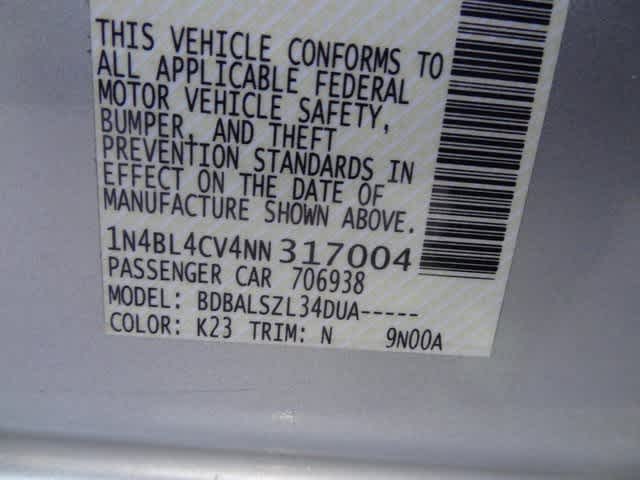 THIS VEHICLE CONFORMS TO
ALL APPLICABLE FEDERAL
MOTOR VEHICLE SAFETY,
BUMPER, AND THEFT
PREVENTION STANDARDS IN
EFFECT ON THE DATE OF
MANUFACTURE SHOWN ABOVE.
1N4BL4CV4NN317004
PASSENGER CAR 706938
MODEL: BDBALSZL34DUA-----
COLOR: K23 TRIM: N 9N00A